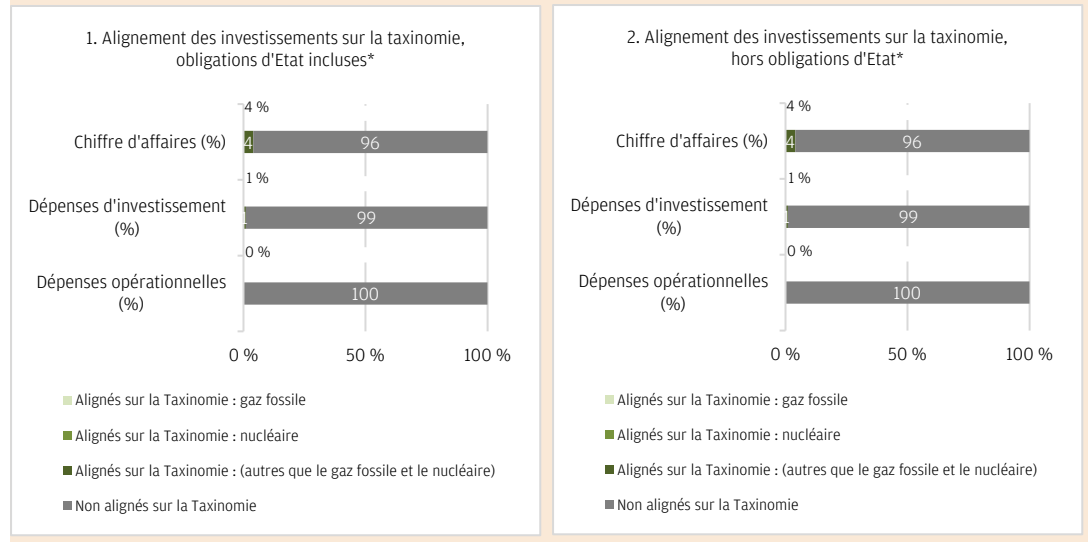 1. Alignement des investissements sur la taxinomie,
obligations d'Etat incluses*
4 %
Chiffre d'affaires (%)
4
96
1 %
Dépenses d'investissement
(%)
1
99
0 %
Dépenses opérationnelles
(%)
100
0 %
50 %
100 %
Alignés sur la Taxinomie : gaz fossile
Alignés sur la Taxinomie : nucléaire
Alignés sur la Taxinomie : (autres que le gaz fossile et le nucléaire)
Non alignés sur la Taxinomie
2. Alignement des investissements sur la taxinomie,
hors obligations d'Etat*
4 %
Chiffre d'affaires (%)
4
96
1 %
Dépenses d'investissement
(%)
1
99
0 %
Dépenses opérationnelles
(%)
100
0 %
50 %
100 %
Alignés sur la Taxinomie : gaz fossile
Alignés sur la Taxinomie : nucléaire
Alignés sur la Taxinomie : (autres que le gaz fossile et le nucléaire)
Non alignés sur la Taxinomie